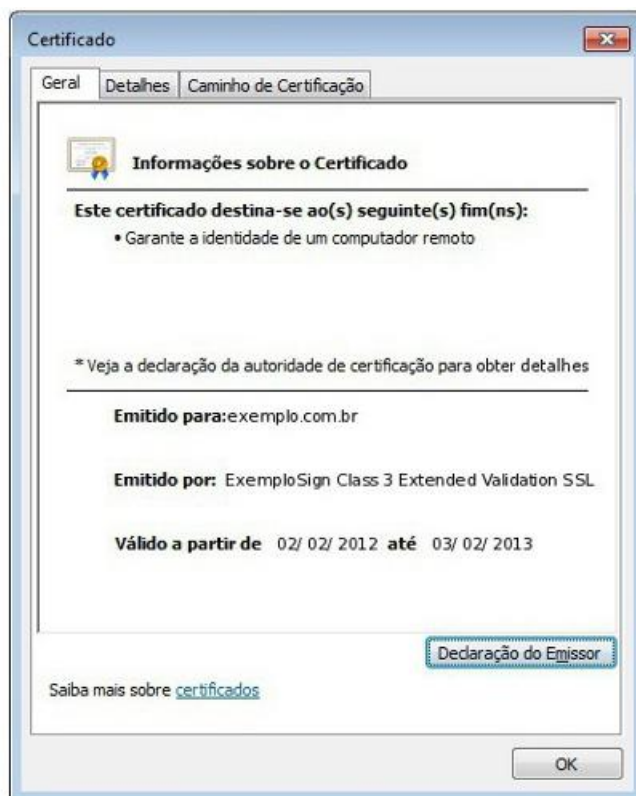 Certificado
Geral Detalhes Caminho de Certificação
Informações sobre o Certificado
Este certificado destina-se ao(s) seguinte(s) fim(ns):
• Garante a identidade de um computador remoto
* Veja a declaração da autoridade de certificação para obter detalhes
Emitido para:exemplo.com.br
Emitido por: ExemploSign Class 3 Extended Validation SSL
Válido a partir de 02/ 02/ 2012 até 03/ 02/ 2013
Declaração do Emissor
Saiba mais sobre certificados
OK